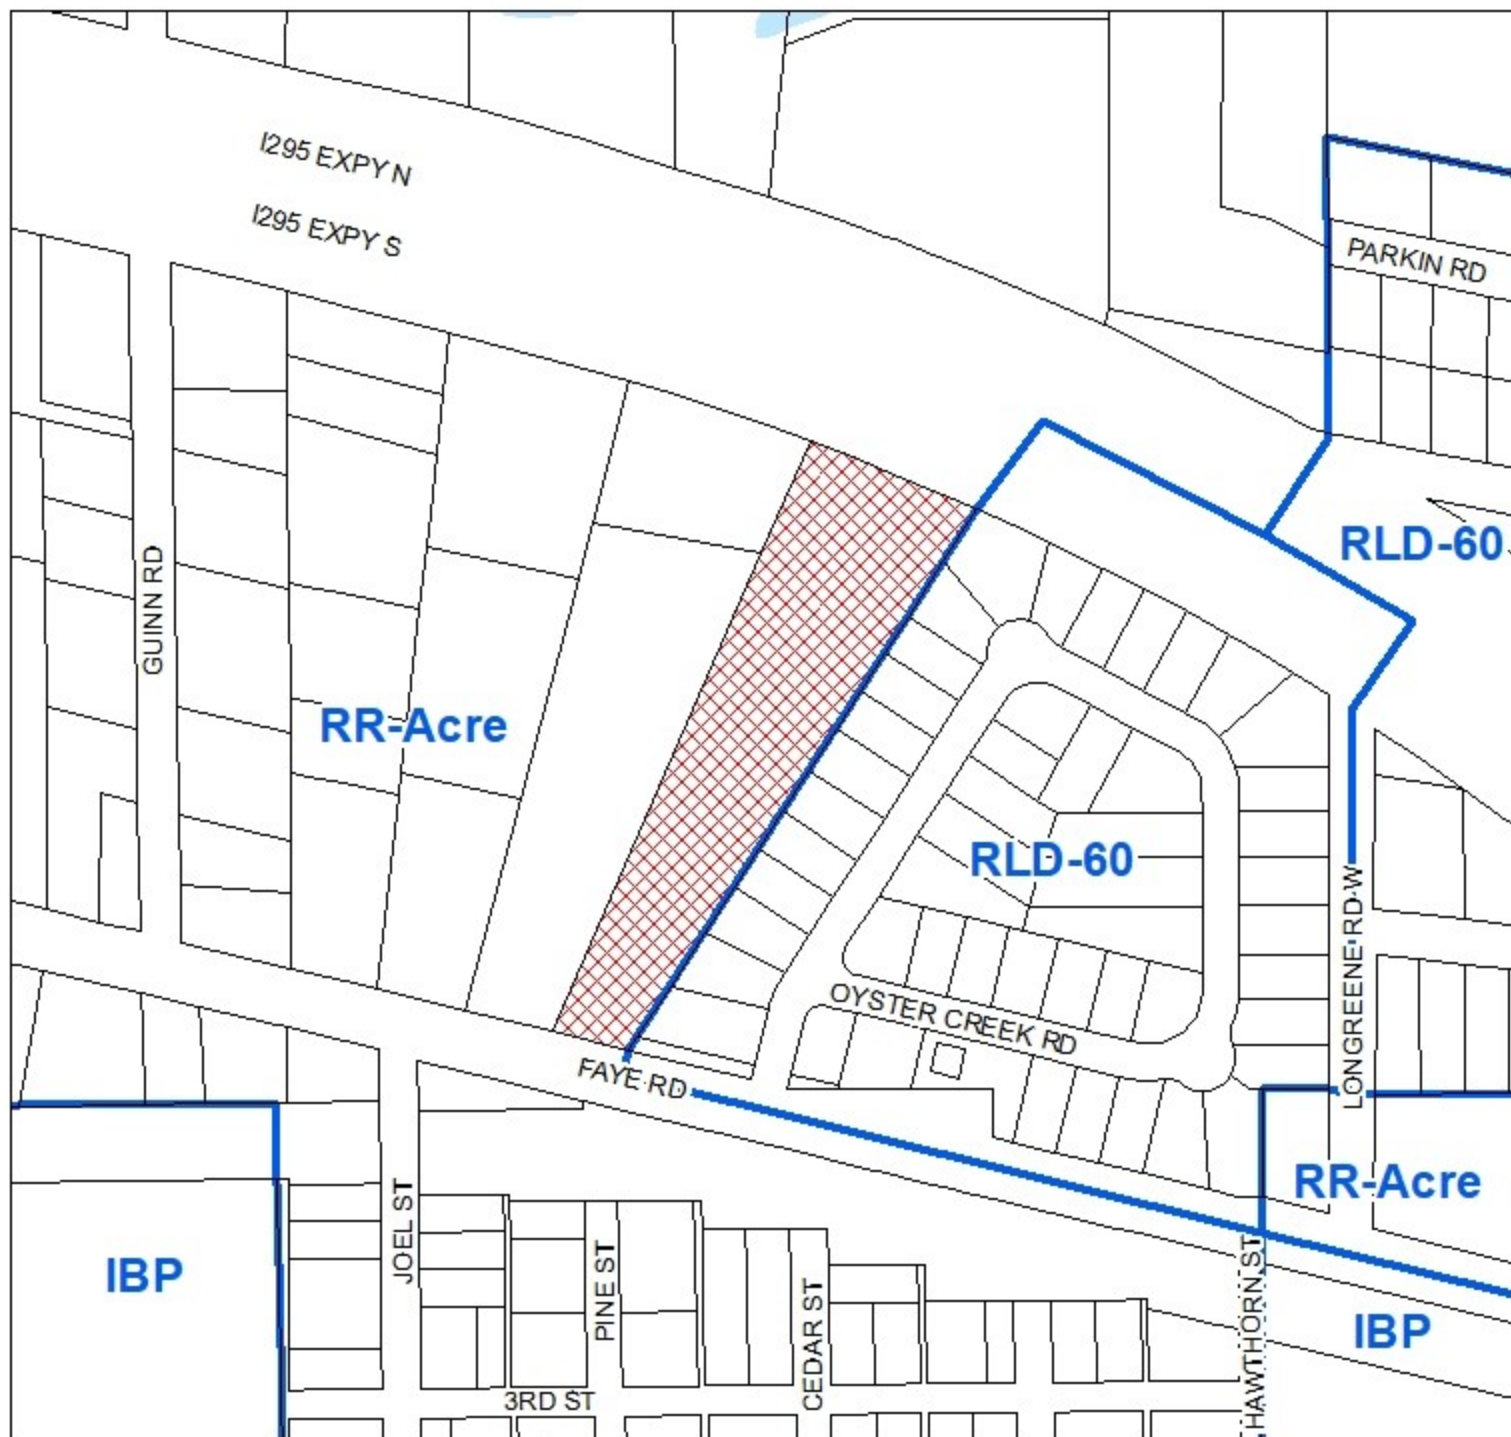 I295 EXPY N
I295 EXPY S
PARKIN RD
RLD-60
GUINN RD
RR-Acre
RLD-60
LONGREENE RD W
OYSTER CREEK RD
FAYE RD
RR-Acre
JOEL ST
IBP
PINE ST
CEDAR ST
HAWTHORN ST
IBP
3RD ST